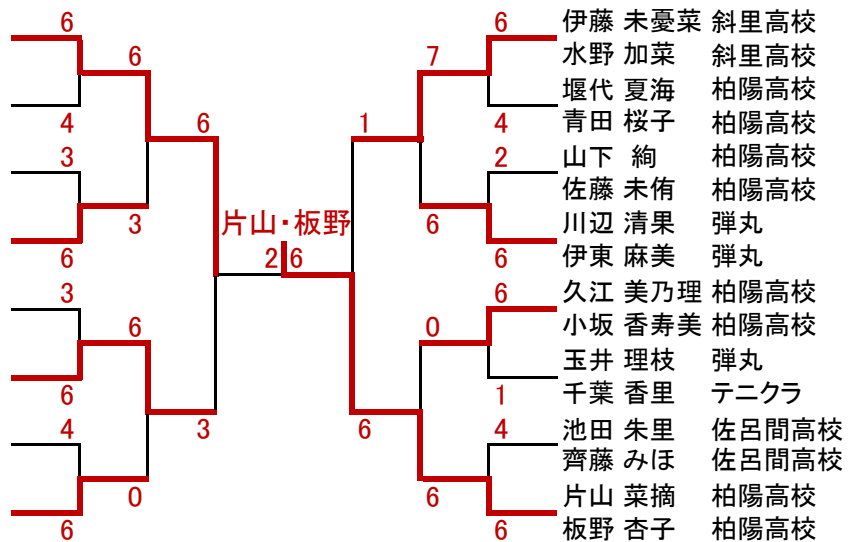 6 6 伊藤 未憂菜 斜里高校
6 7 水野 加菜 斜里高校
堰代 夏海 柏陽高校
4 6 1 4 青田 桜子 柏陽高校
3 2 山下 絢 柏陽高校
佐藤 未侑 柏陽高校
3 片山・板野 6 川辺 清果 弾丸
6 2 6 6 伊東 麻美 弾丸
3 6 久江 美乃理 柏陽高校
6 0 小坂 香寿美 柏陽高校
玉井 理枝 弾丸
6 1 千葉 香里 テニクラ
4 3 6 4 池田 朱里 佐呂間高校
齊藤 みほ 佐呂間高校
0 6 片山 菜摘 柏陽高校
6 6 板野 杏子 柏陽高校